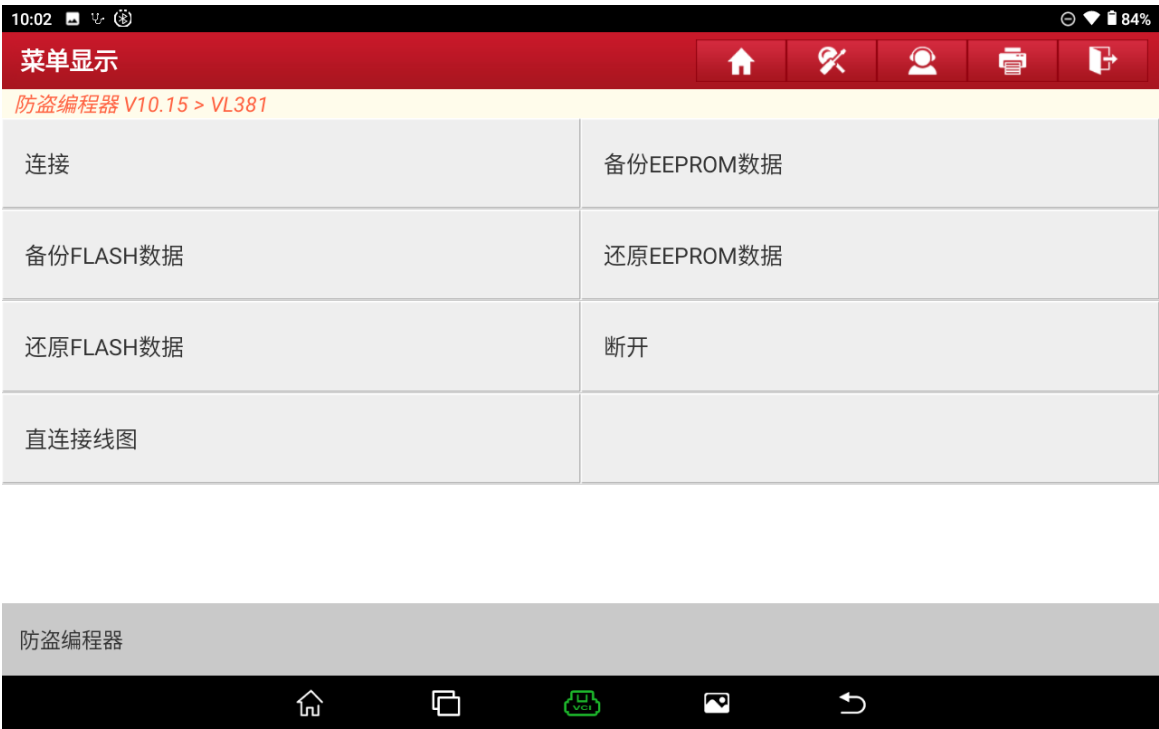 10:02 84%
菜单显示
防盗编程器 V10.15 > VL381
连接
备份EEPROM数据
备份FLASH数据
还原EEPROM数据
还原FLASH数据
断开
直连接线图
防盗编程器
VCI